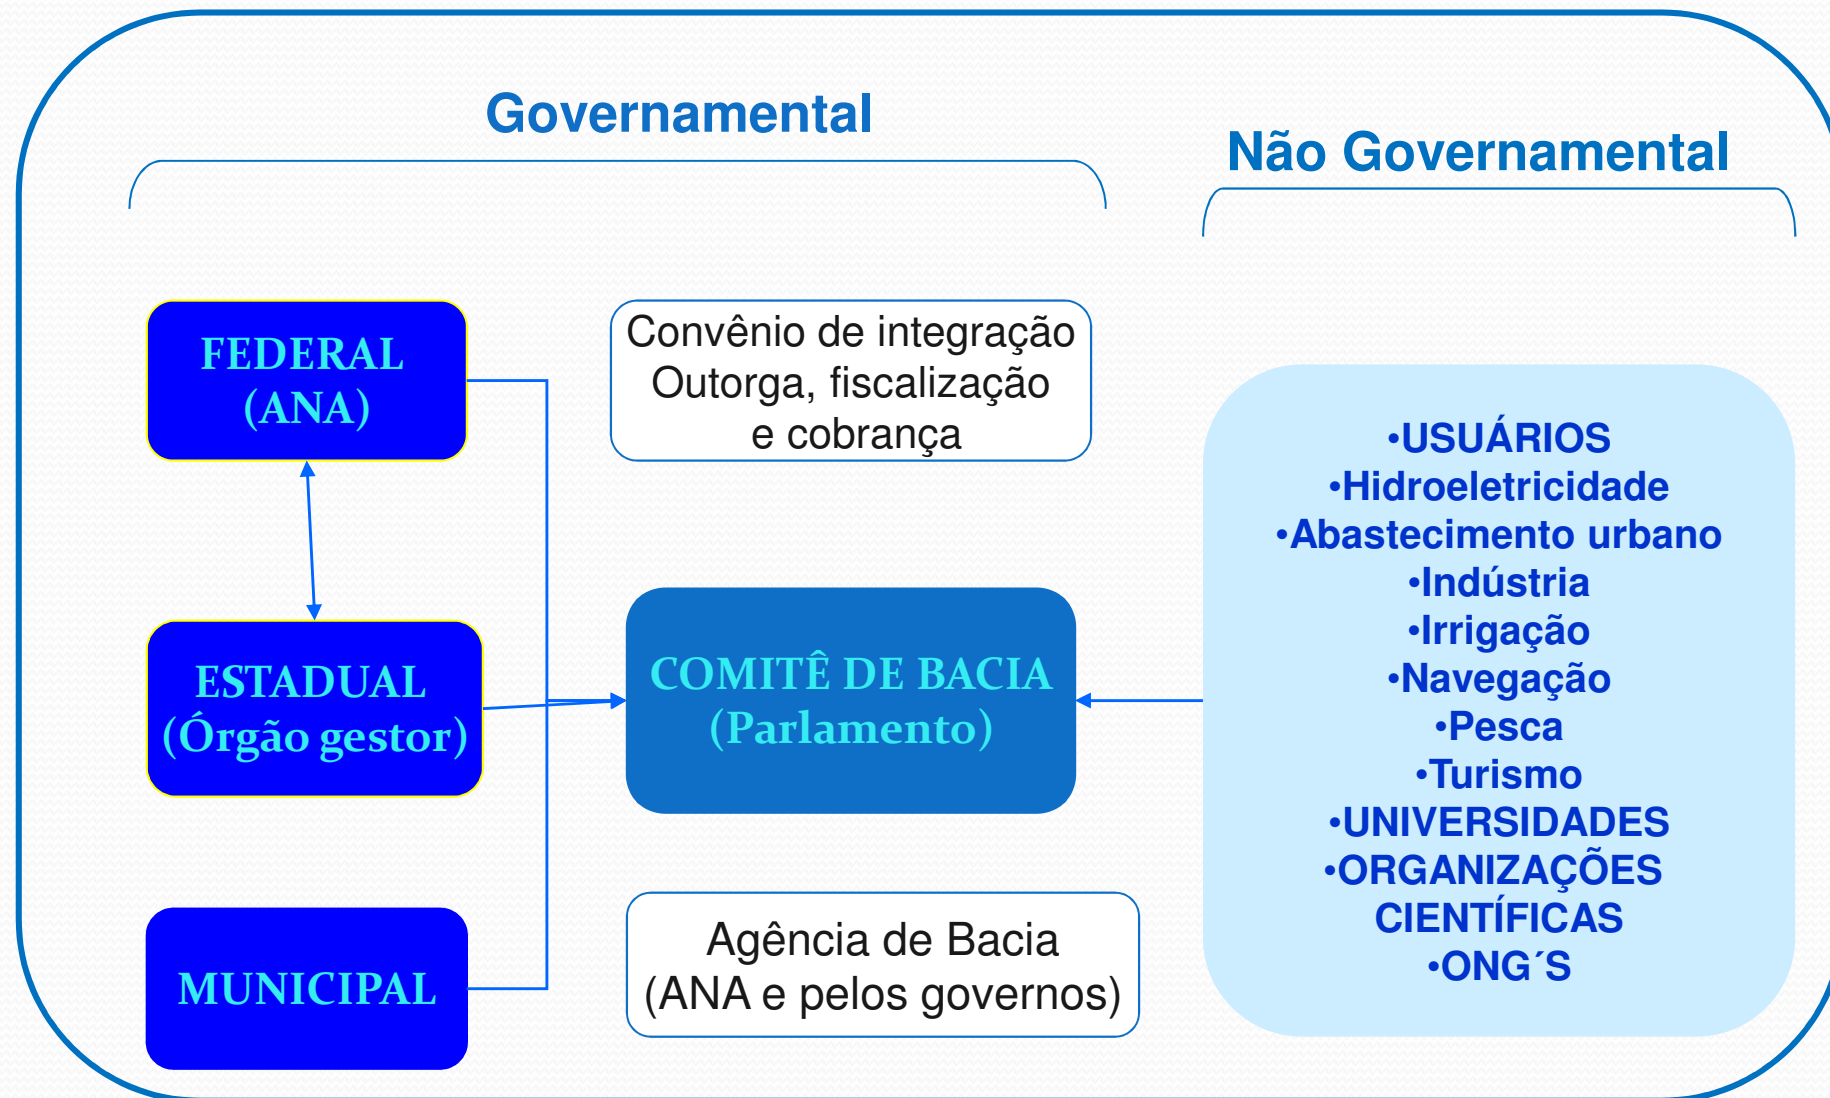 Governamental
Não Governamental
FEDERAL
(ANA)
Convênio de integração
Outorga, fiscalização
e cobrança
ESTADUAL
(Órgão gestor)
COMITÊ DE BACIA
(Parlamento)
MUNICIPAL
Agência de Bacia
(ANA e pelos governos)
•USUÁRIOS
•Hidroeletricidade
•Abastecimento urbano
•Indústria
•Irrigação
•Navegação
•Pesca
•Turismo
•UNIVERSIDADES
•ORGANIZAÇÕES
CIENTÍFICAS
•ONG´S